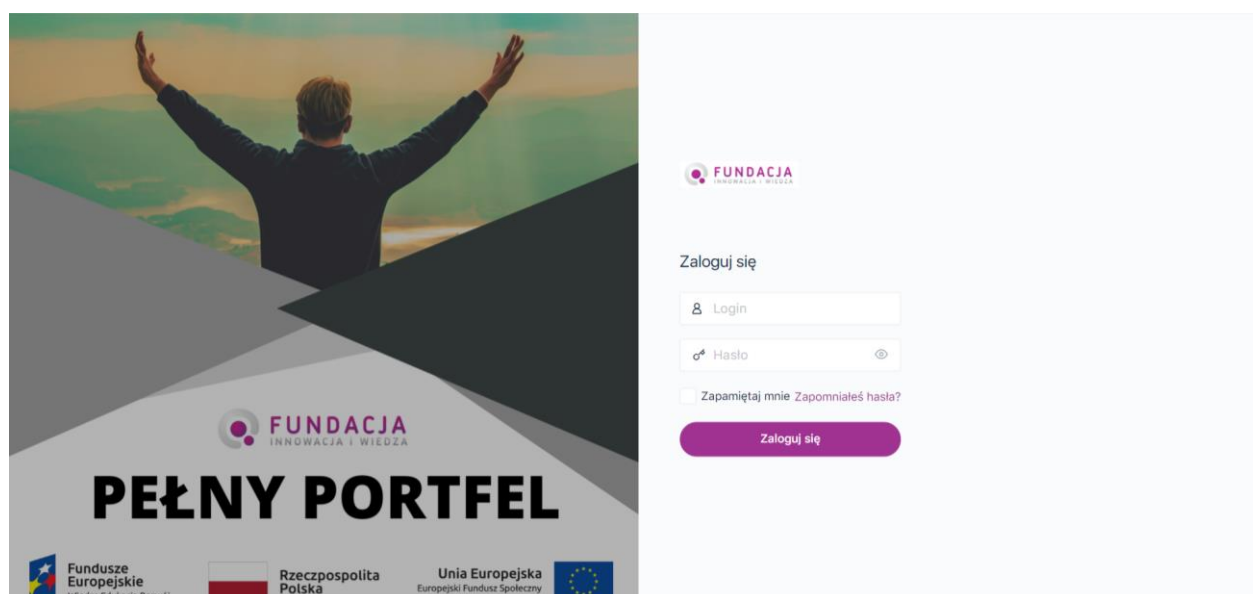 FUNDACJA
INNOWACJA I WIEDZA
PEŁNY PORTFEL
Fundusze
Europejskie
Rzeczpospolita
Polska
Unia Europejska
Europejski Fundusz Społeczny
FUNDACJA
INNOWACJA I WIEDZA
Zaloguj się
Login
Hasło
Zapamiętaj mnie Zapomniałeś hasła?
Zaloguj się